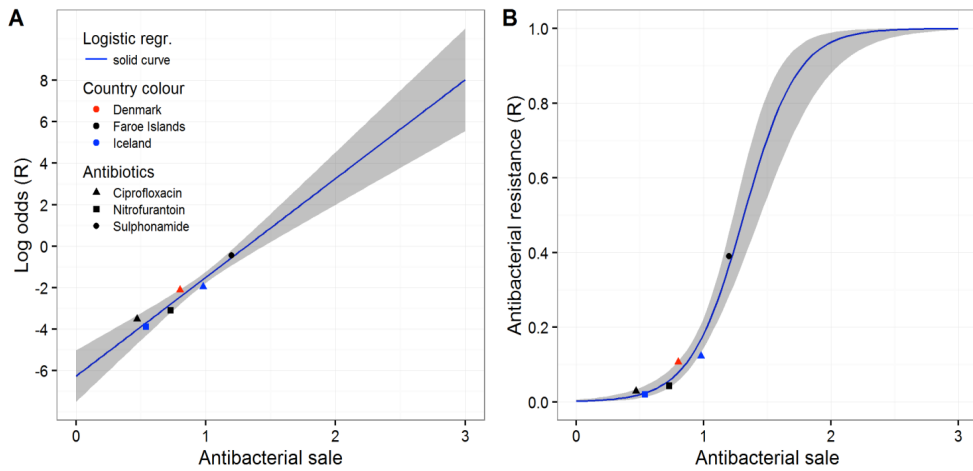 A
Logistic regr.
solid curve
Country colour
Denmark
Faroe Islands
Iceland
Antibiotics
Ciprofloxacin
Nitrofurantoin
Sulphonamide
Log odds (R)
8
6
4
2
0
-2
-4
-6
0 1 2 3
Antibacterial sale
B
Antibacterial resistance (R)
1.0
0.8
0.6
0.4
0.2
0.0
0 1 2 3
Antibacterial sale